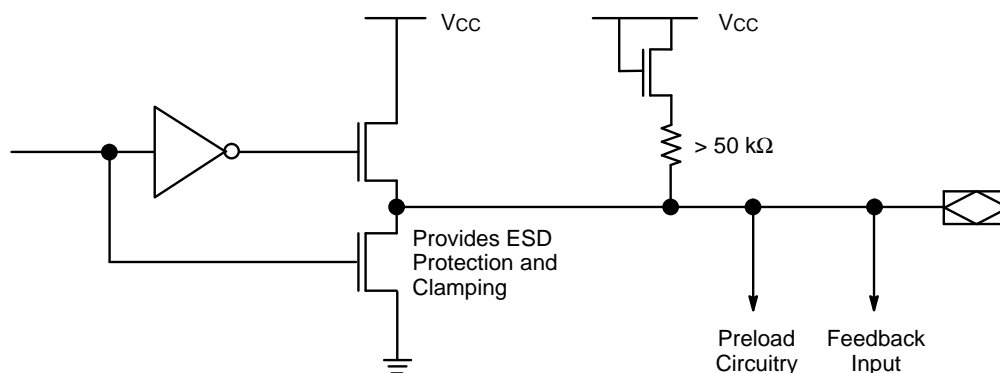 VCC
VCC
> 50 kΩ
Provides ESD
Protection and
Clamping
Preload
Circuitry
Feedback
Input